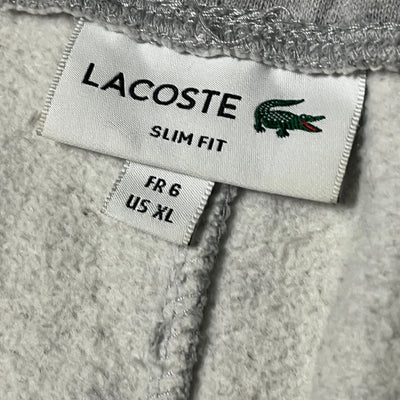 LACOSTE
SLIM FIT
FR 6
US XL